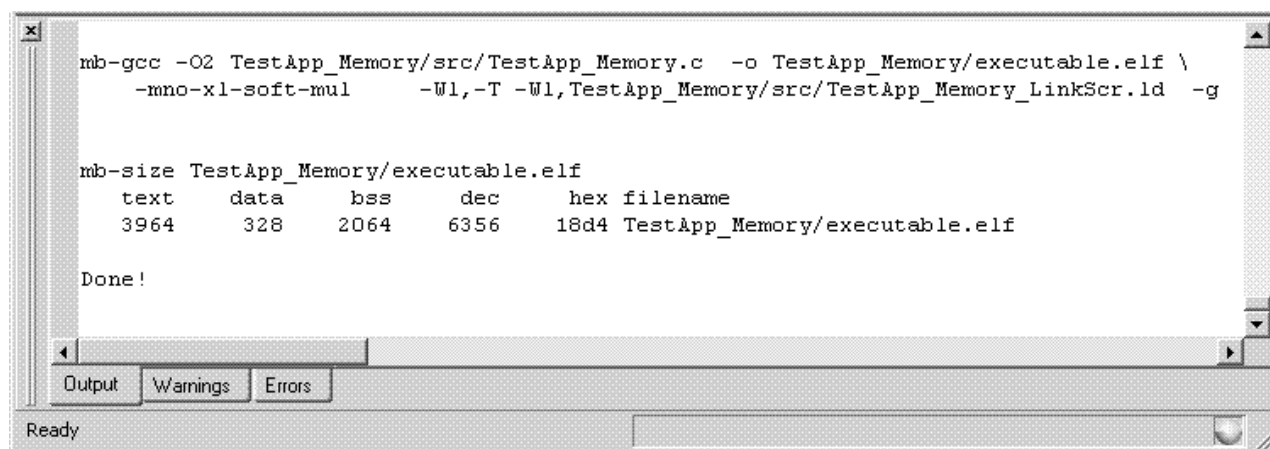 mb-gcc -O2 TestApp_Memory/src/TestApp_Memory.c -o TestApp_Memory/executable.elf \
-mno-xl-soft-mul -Wl,-T -Wl,TestApp_Memory/src/TestApp_Memory_LinkScr.ld -g
mb-size TestApp_Memory/executable.elf
text data bss dec hex filename
3964 328 2064 6356 18d4 TestApp_Memory/executable.elf
Done!
Output Warnings Errors
Ready